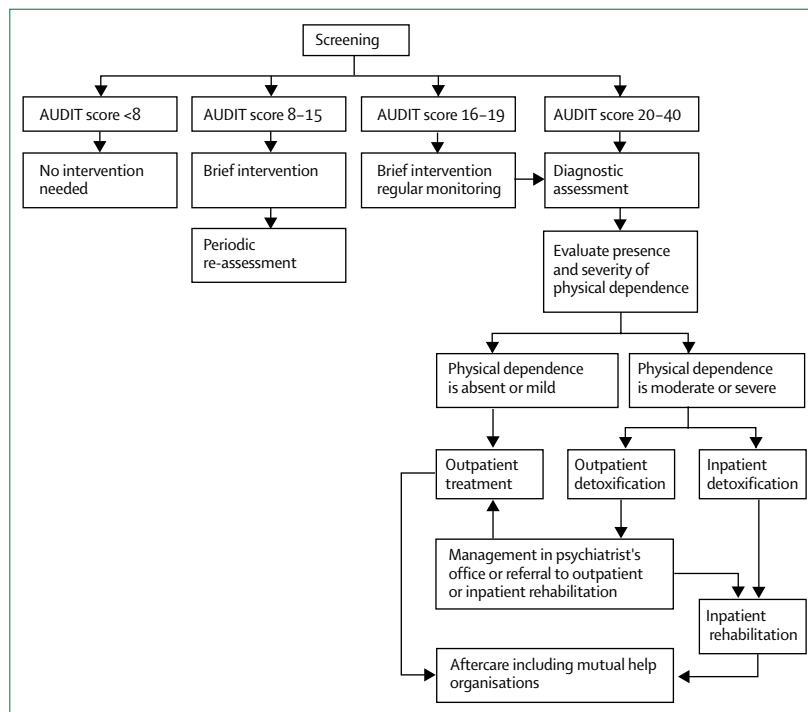 Screening
AUDIT score <8
AUDIT score 8–15
AUDIT score 16–19
AUDIT score 20–40
No intervention
needed
Brief intervention
Brief intervention
regular monitoring
Diagnostic
assessment
Periodic
re-assessment
Evaluate presence
and severity of
physical dependence
Physical dependence
is absent or mild
Physical dependence
is moderate or severe
Outpatient
treatment
Outpatient
detoxification
Inpatient
detoxification
Management in psychiatrist's
office or referral to outpatient
or inpatient rehabilitation
Inpatient
rehabilitation
Aftercare including mutual help
organisations